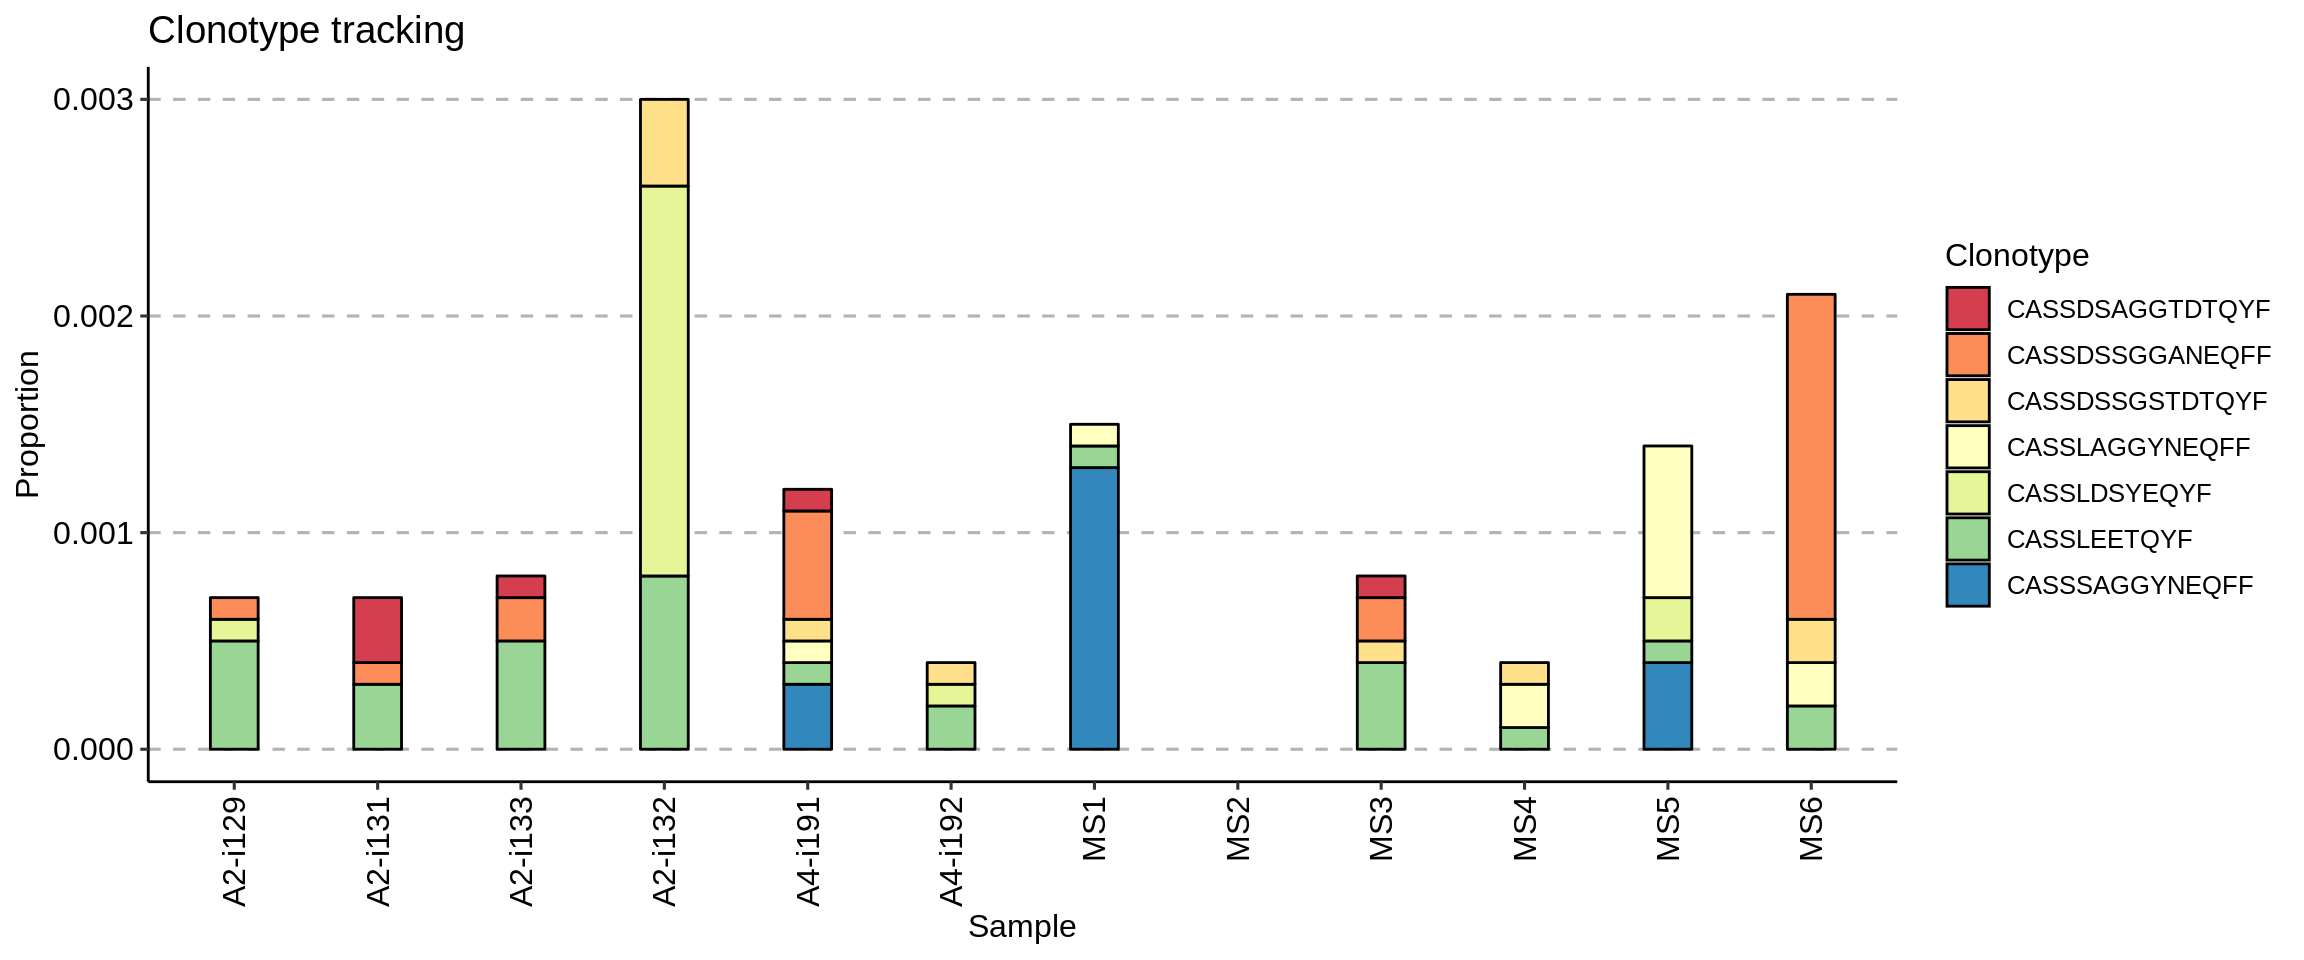 Clonotype tracking
Proportion
0.003
0.002
0.001
0.000
A2-i129
A2-i131
A2-i133
A2-i132
A4-i191
A4-i192
MS1
MS2
MS3
MS4
MS5
MS6
Sample
Clonotype
CASSDSAGGTDTQYF
CASSDSSGGANEQFF
CASSDSSGSTDTQYF
CASSLAGGYNEQFF
CASSLDSYEQYF
CASSLEETQYF
CASSSAGGYNEQFF